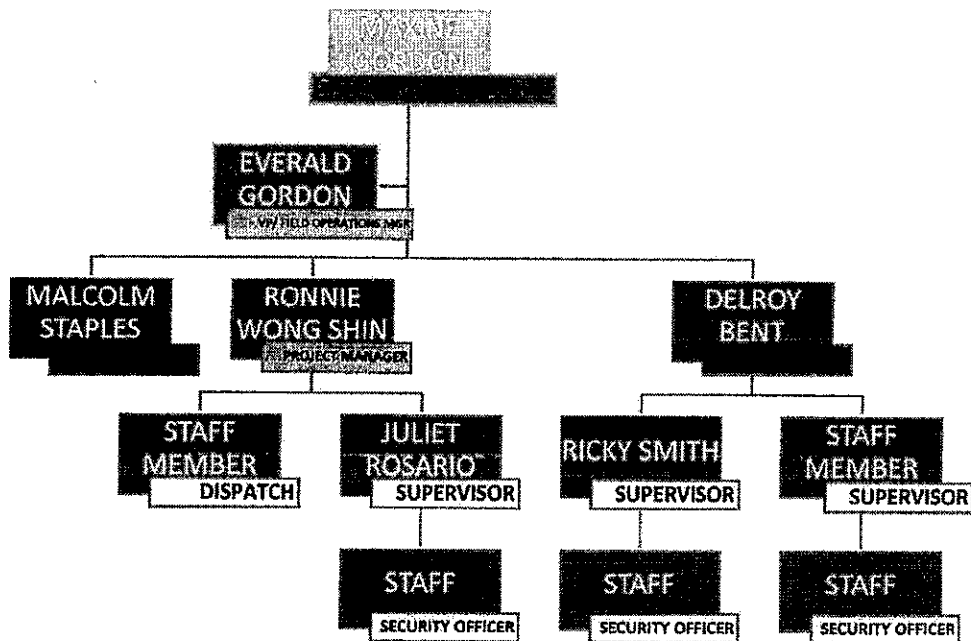 MAXINE
GORDON
EVERALD
GORDON
VP/ FIELD OPERATIONS MGR
MALCOLM
STAPLES
RONNIE
WONG SHIN
PROJECT MANAGER
DELROY
BENT
STAFF
MEMBER
DISPATCH
JULIET
ROSARIO
SUPERVISOR
RICKY SMITH
SUPERVISOR
STAFF
MEMBER
SUPERVISOR
STAFF
SECURITY OFFICER
STAFF
SECURITY OFFICER
STAFF
SECURITY OFFICER